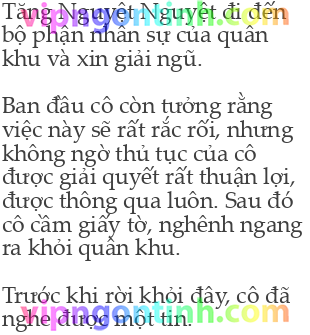 Tăng Nguyệt Nguyệt đi đến
bộ phận nhân sự của quân
khu và xin giải ngũ.
Ban đầu cô còn tưởng rằng
việc này sẽ rất rắc rối, nhưng
không ngờ thủ tục của cô
được giải quyết rất thuận lợi,
được thông qua luôn. Sau đó
cô cầm giấy tờ, nghênh ngang
ra khỏi quân khu.
Trước khi rời khỏi đây, cô đã
nghe được một tin.
vipngontinh.com
vipngontinh.com